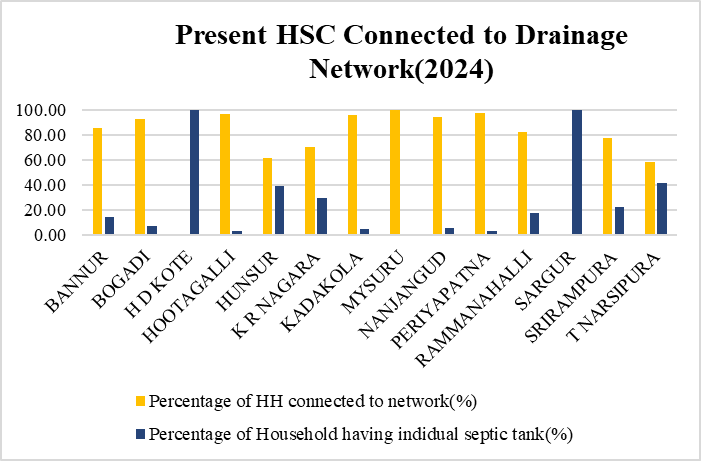 Present HSC Connected to Drainage
Network(2024)
100.00
80.00
60.00
40.00
20.00
0.00
BANNUR
BOGADI
H D KOTE
HOOTAGALLI
HUNSUR
K R NAGARA
KADAKOLA
MYSURU
NANJANGUD
PERIYAPATNA
RAMMANAHALLI
SARGUR
SRIRAMPURA
T NARSIPURA
Percentage of HH connected to network(%)
Percentage of Household having indidual septic tank(%)